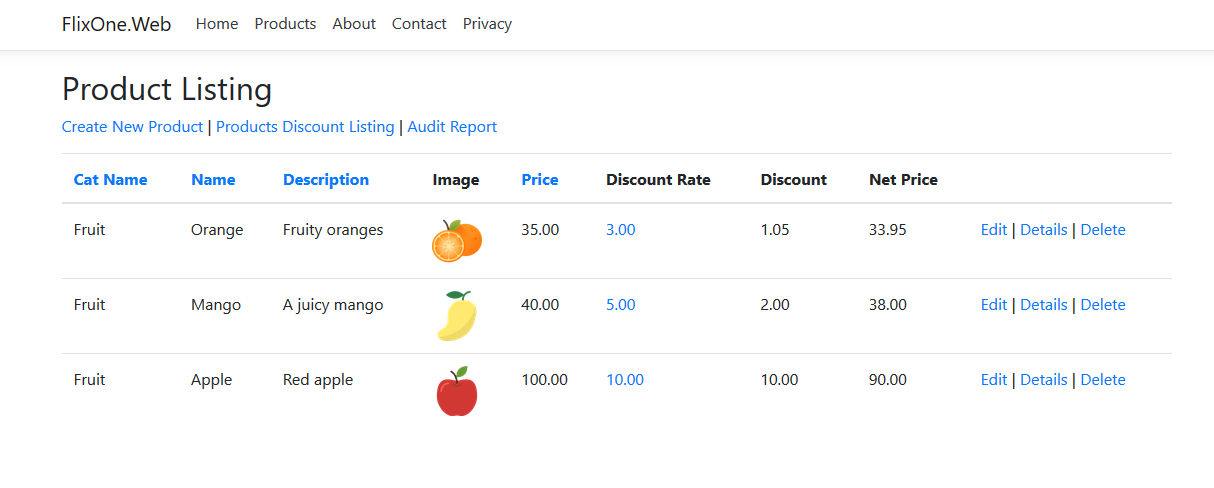 FlixOne.Web Home Products About Contact Privacy
Product Listing
Create New Product | Products Discount Listing | Audit Report
Cat Name Name Description Image Price Discount Rate Discount Net Price
Fruit Orange Fruity oranges 35.00 3.00 1.05 33.95 Edit | Details | Delete
Fruit Mango A juicy mango 40.00 5.00 2.00 38.00 Edit | Details | Delete
Fruit Apple Red apple 100.00 10.00 10.00 90.00 Edit | Details | Delete